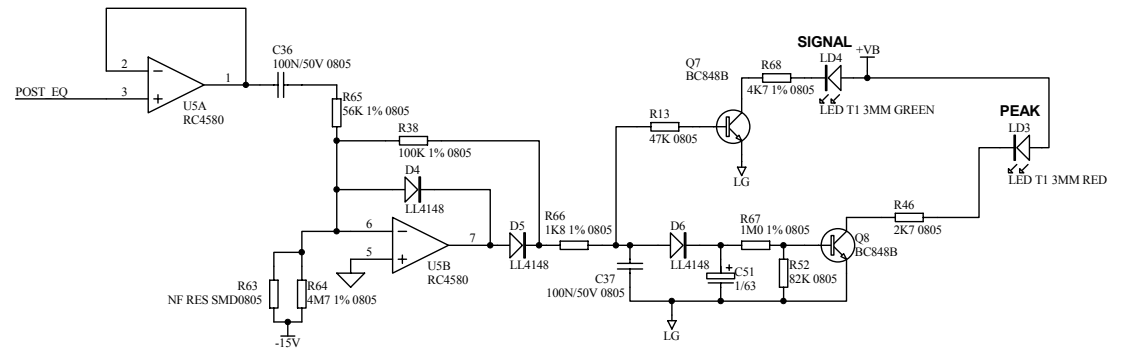 SIGNAL
+VB
LD4
C36
100N/50V 0805
Q7
BC848B
R68
4K7 1% 0805
LED T1 3MM GREEN
2
1
3
POST_EQ
U5A
RC4580
R65
56K 1% 0805
PEAK
LD3
LED T1 3MM RED
R38
100K 1% 0805
R13
47K 0805
LG
D4
LL4148
R46
2K7 0805
D5
LL4148
R66
1K8 1% 0805
D6
LL4148
R67
1M0 1% 0805
Q8
BC848B
6
7
5
U5B
RC4580
C37
100N/50V 0805
+
C51
1/63
R52
82K 0805
R63
NF RES SMD0805
R64
4M7 1% 0805
LG
-15V